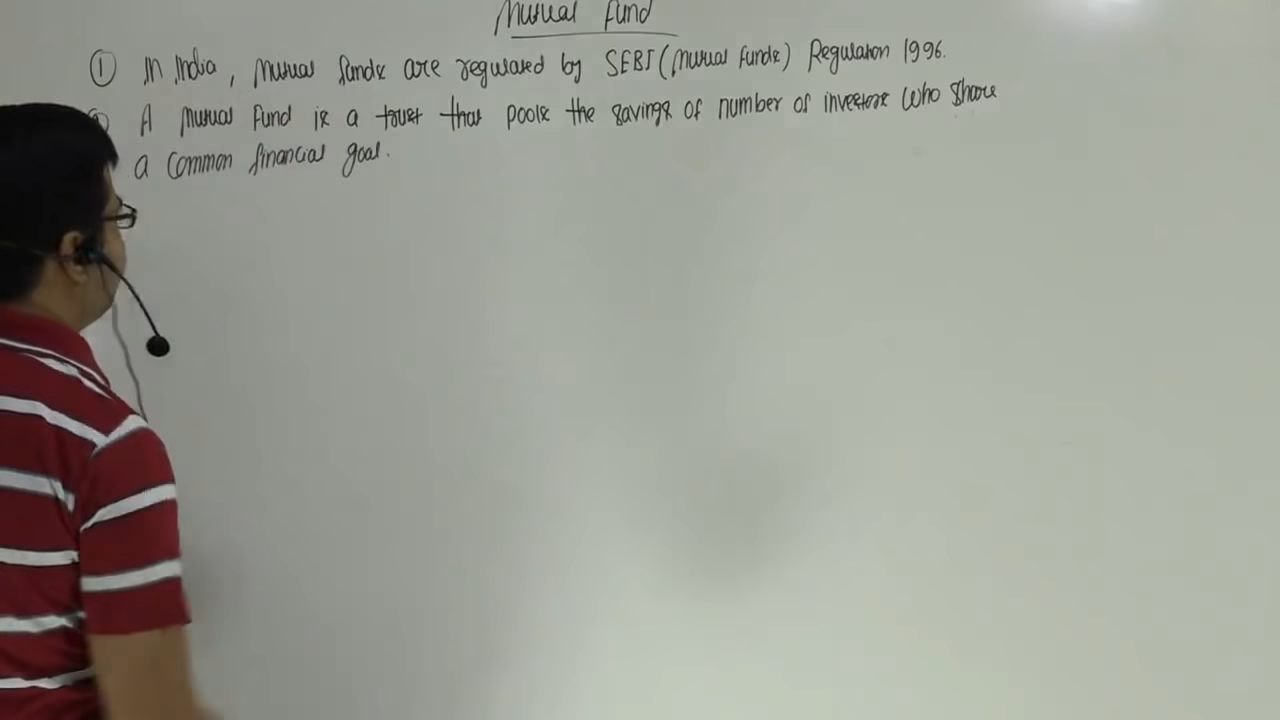 Mutual Fund
① In India, Mutual funds are regulated by SEBI (Mutual Funds) Regulation 1996.
② A Mutual Fund is a trust that pools the savings of number of investors who share
a common financial goal.